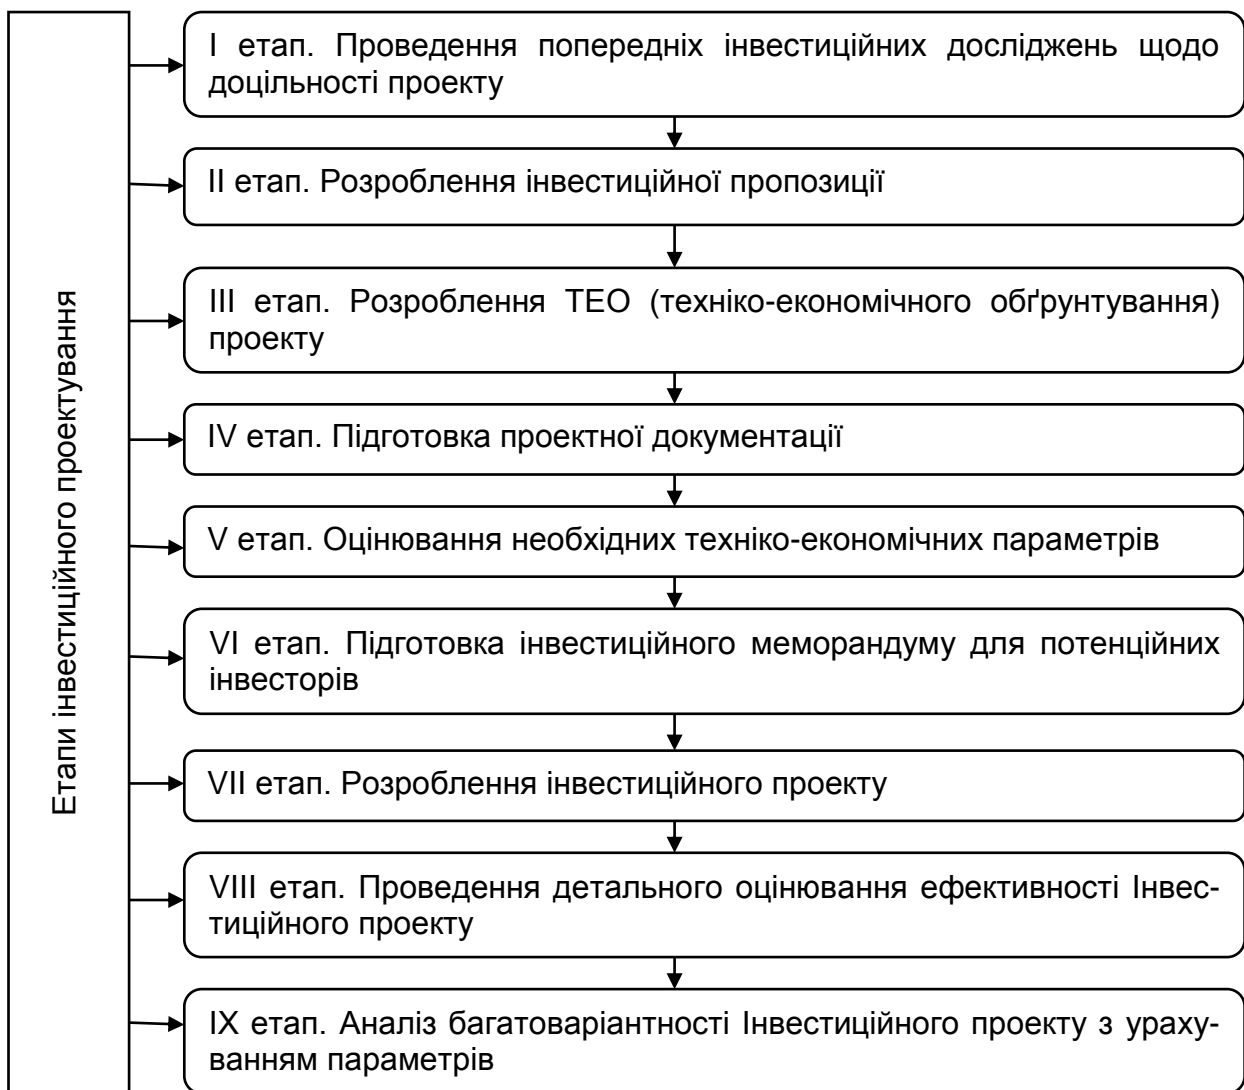 Етапи інвестиційного проектування
I етап. Проведення попередніх інвестиційних досліджень щодо
доцільності проекту
II етап. Розроблення інвестиційної пропозиції
III етап. Розроблення ТЕО (техніко-економічного обґрунтування)
проекту
IV етап. Підготовка проектної документації
V етап. Оцінювання необхідних техніко-економічних параметрів
VI етап. Підготовка інвестиційного меморандуму для потенційних
інвесторів
VII етап. Розроблення інвестиційного проекту
VIII етап. Проведення детального оцінювання ефективності Інвес-
тиційного проекту
IX етап. Аналіз багатоваріантності Інвестиційного проекту з ураху-
ванням параметрів